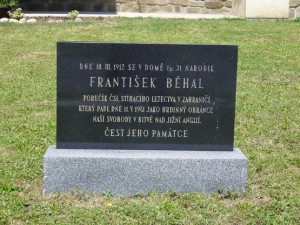 DNE 18. III. 1912 SE V DOMĚ čp. 31 NARODIL
FRANTIŠEK BĚHAL
PORUČÍK ČSL. STÍHACÍHO LETECTVA V ZAHRANIČÍ,
KTERÝ PADL DNE 11. V. 1941 JAKO HRDINNÝ OBRÁNCE
NAŠÍ SVOBODY V BITVĚ NAD JIŽNÍ ANGLIÍ.
ČEST JEHO PAMÁTCE